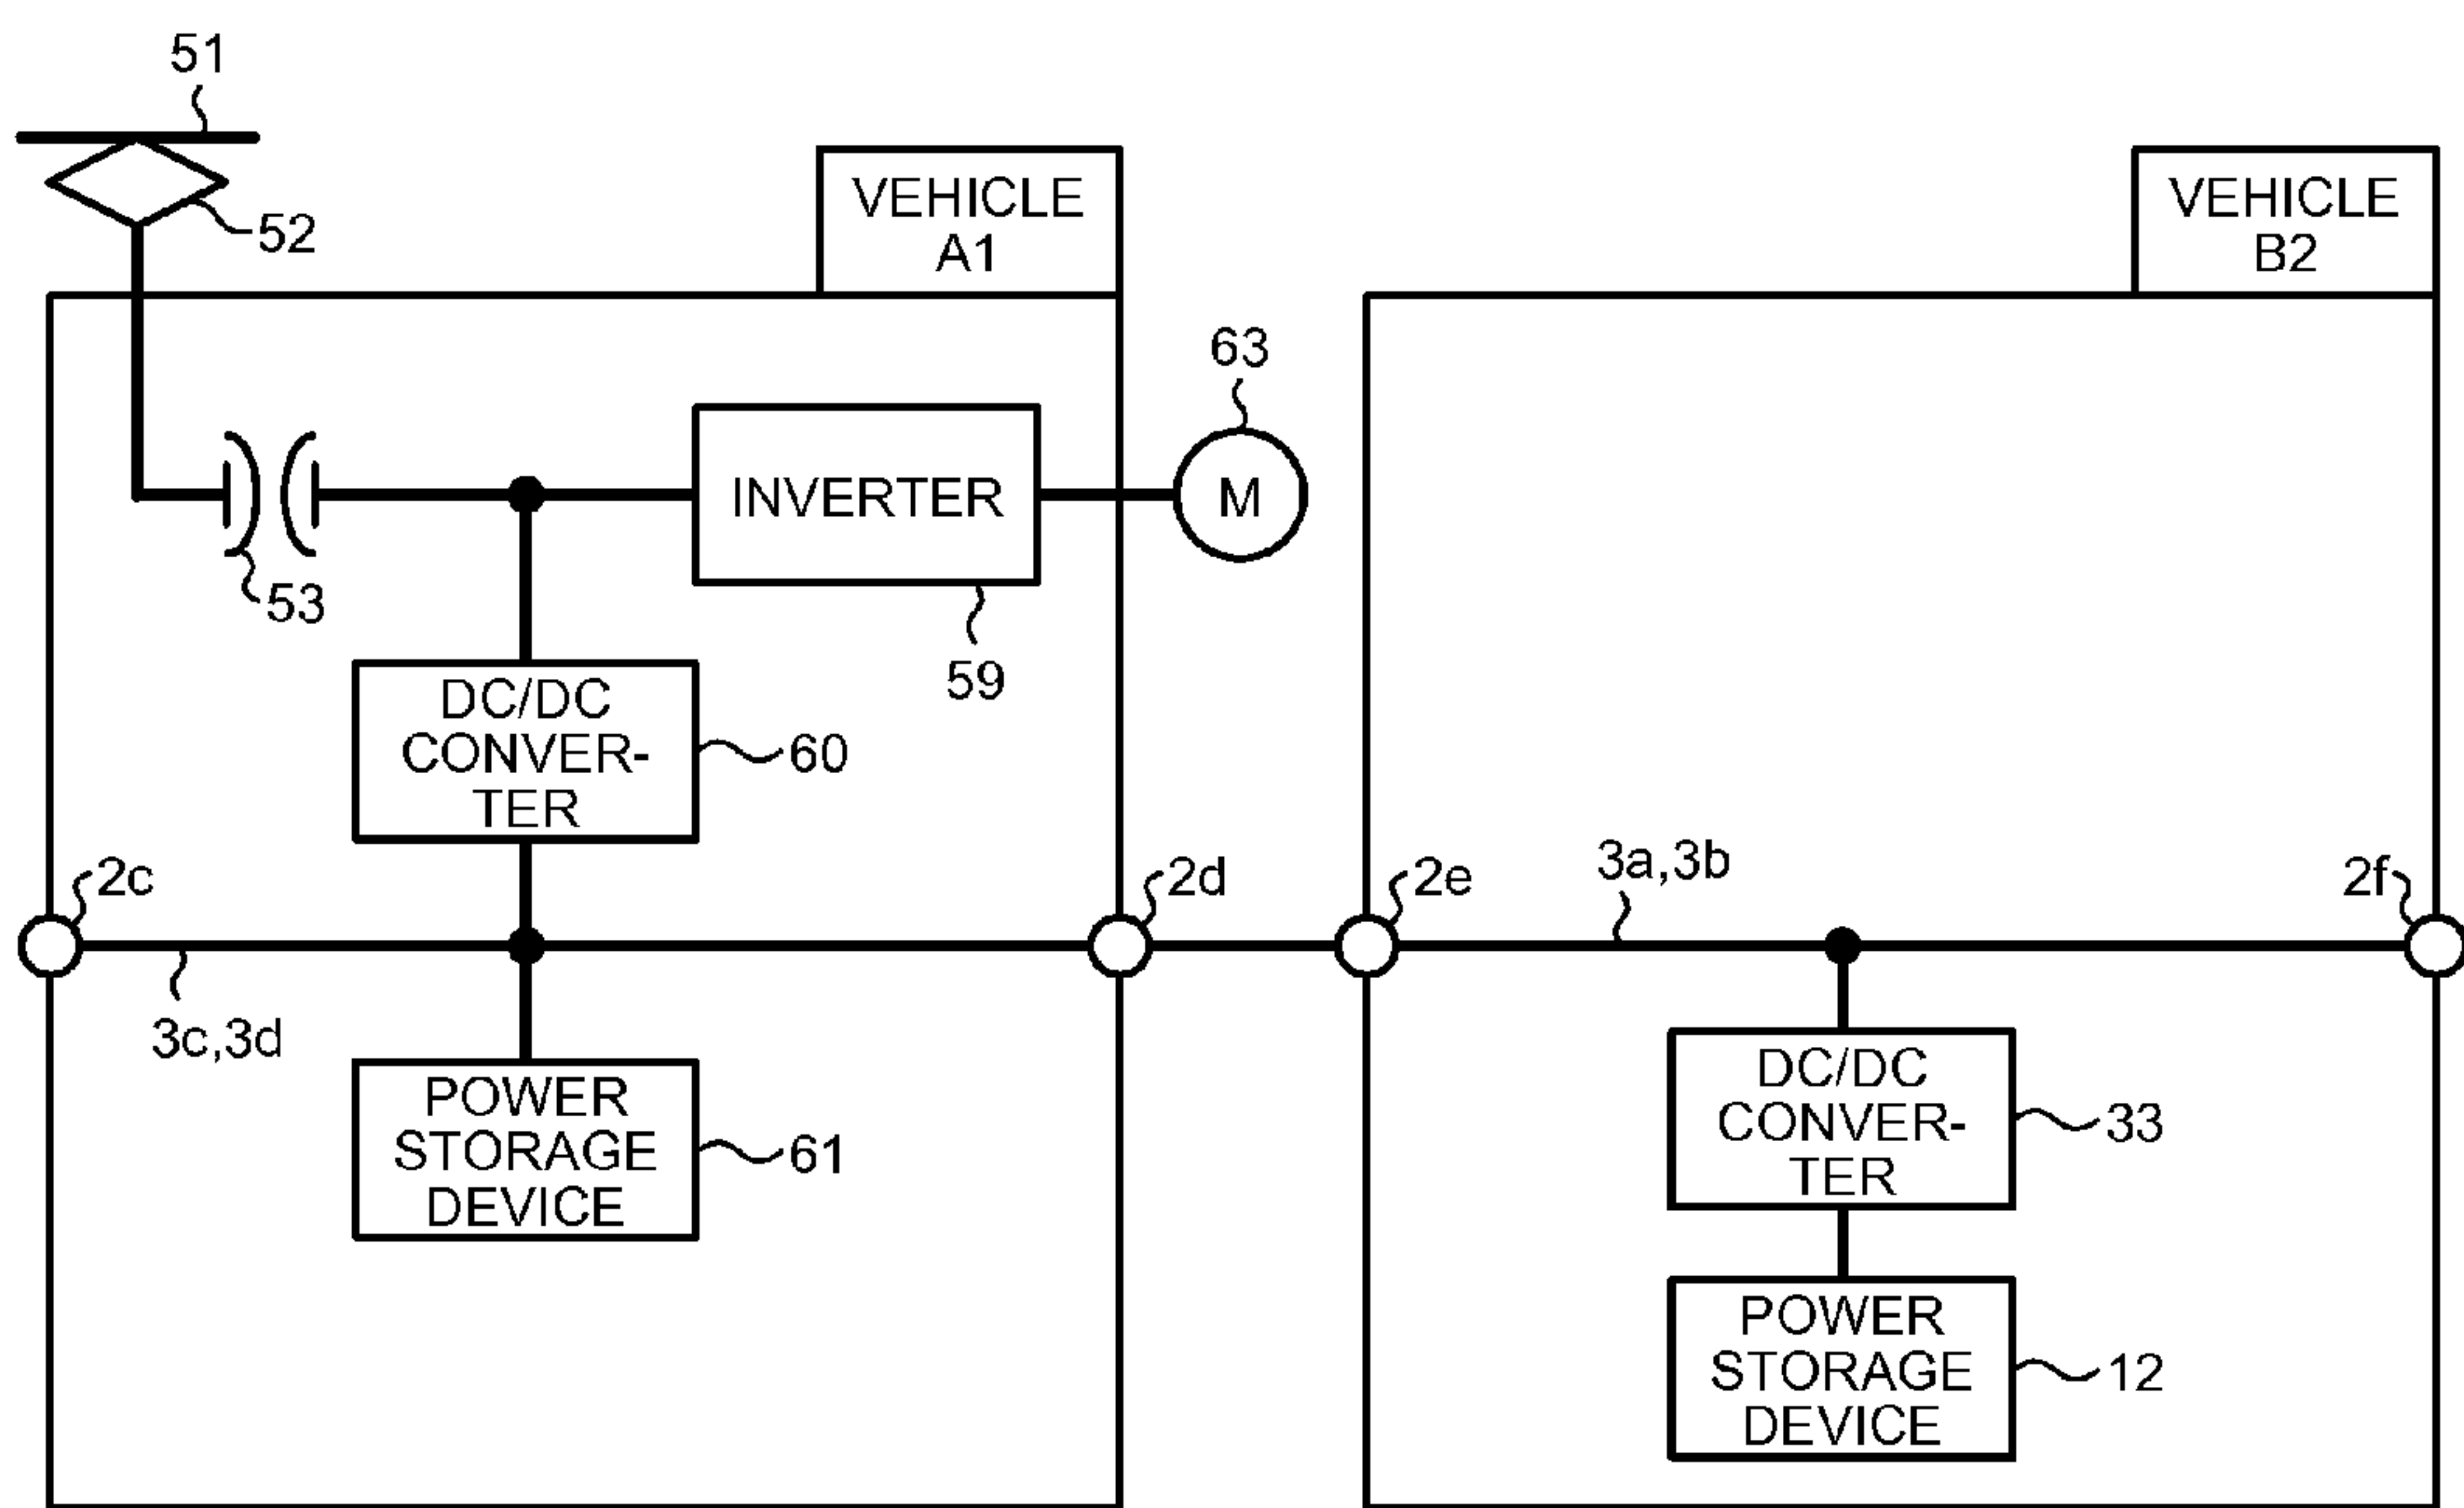 51
VEHICLE
A1
VEHICLE
B2
52
63
INVERTER
M
53
59
DC/DC
CONVER-
TER
60
2c
2d
2e
3a,3b
2f
3c,3d
POWER
STORAGE
DEVICE
61
DC/DC
CONVER-
TER
33
POWER
STORAGE
DEVICE
12